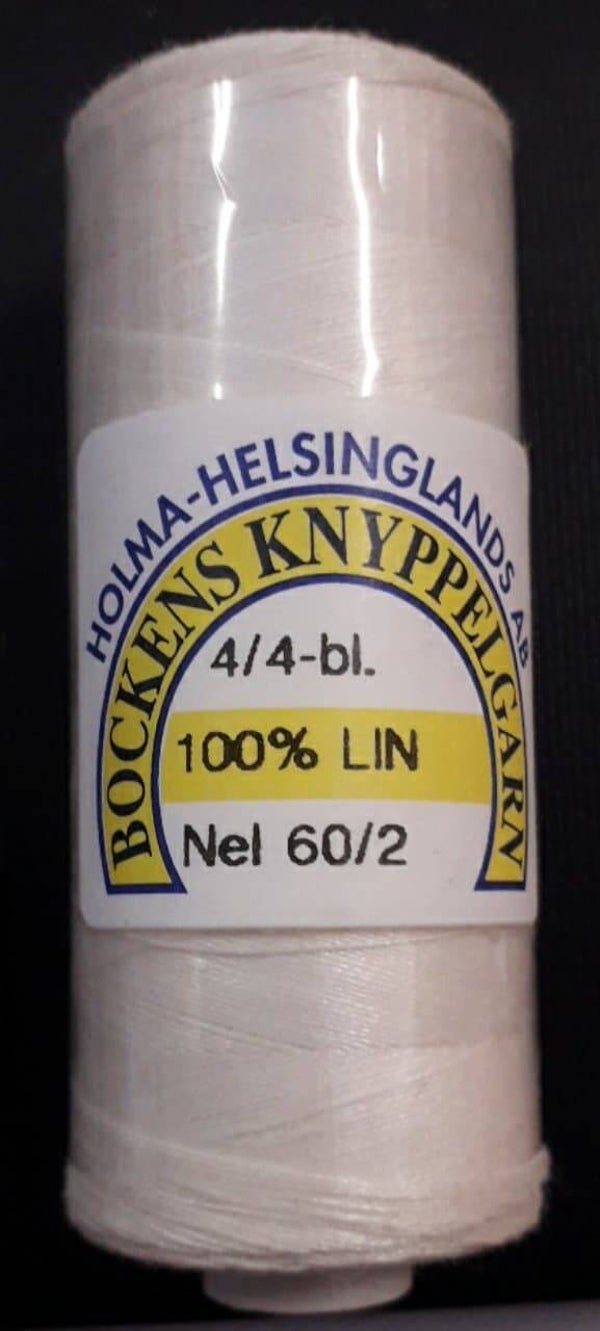 HOLMA-HELSINGLANDS AB
BOCKENS KNYPPELGARN
4/4-bl.
100% LIN
Nel 60/2